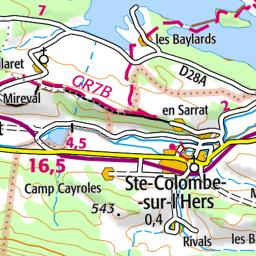 7
les Baylards
laret
D28A
GR7B
Mireval
en Sarrat
2
4,5
16,5
Camp Cayroles
Ste-Colombe-
-sur-l'Hers
543
0,4
Rivals
les B